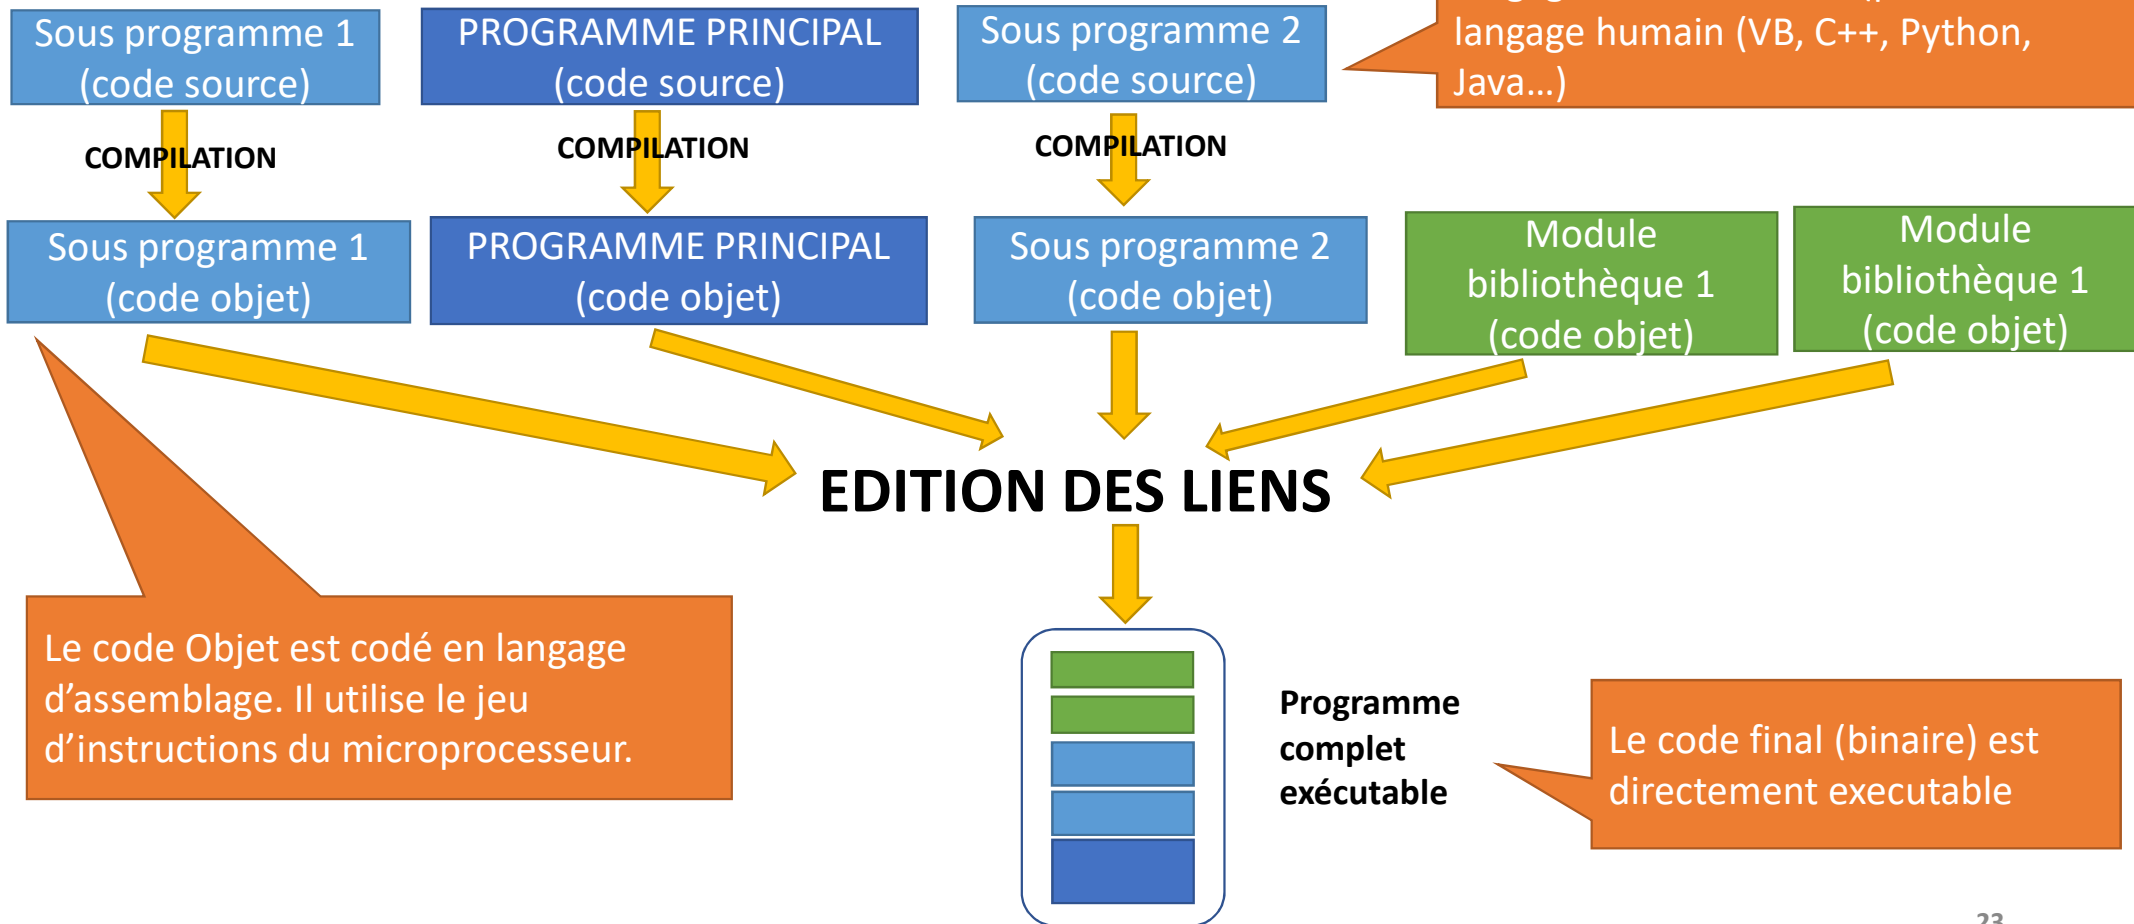 Sous programme 1
(code source)
PROGRAMME PRINCIPAL
(code source)
Sous programme 2
(code source)
langage humain (VB, C++, Python,
Java...)
COMPILATION
COMPILATION
COMPILATION
Sous programme 1
(code objet)
PROGRAMME PRINCIPAL
(code objet)
Sous programme 2
(code objet)
Module
bibliothèque 1
(code objet)
Module
bibliothèque 1
(code objet)
EDITION DES LIENS
Le code Objet est codé en langage
d’assemblage. Il utilise le jeu
d’instructions du microprocesseur.
Programme
complet
exécutable
Le code final (binaire) est
directement executable
23